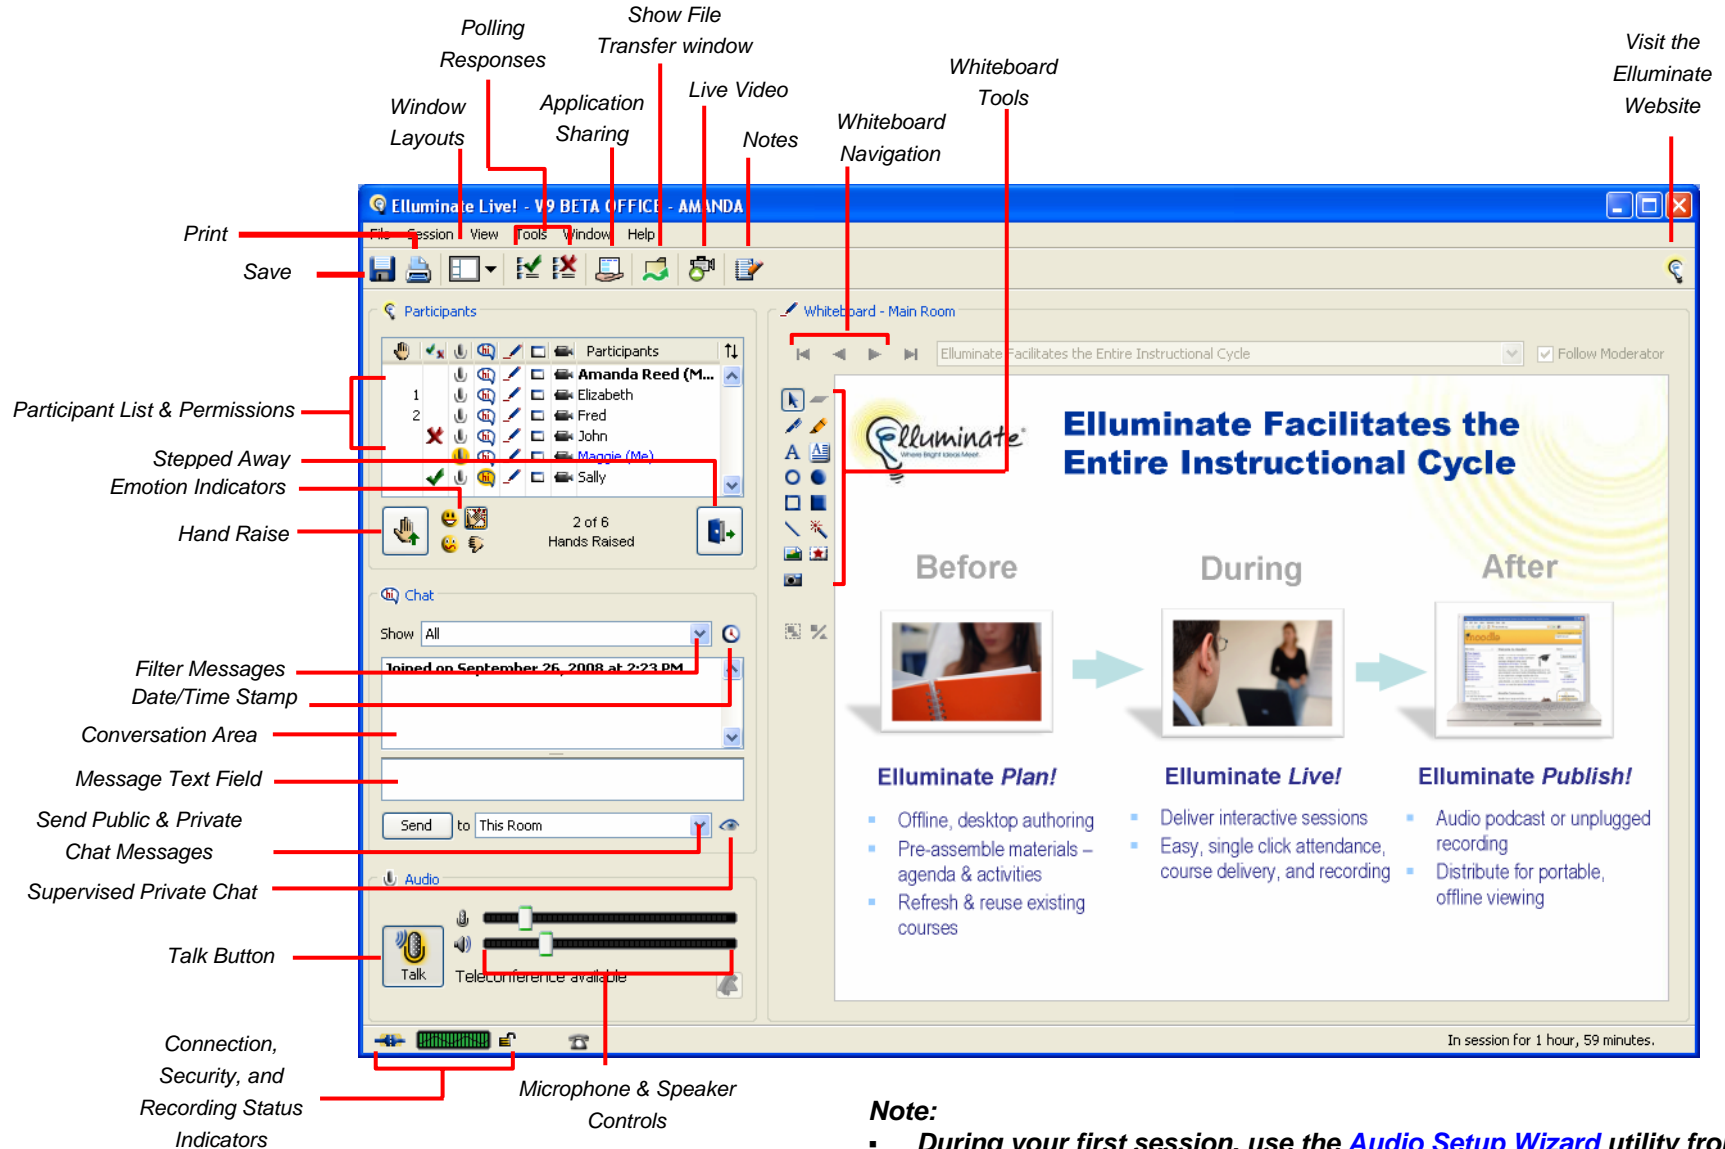 Polling
Responses
Show File
Transfer window
Visit the
Elluminate
Website
Window
Layouts
Application
Sharing
Live Video
Notes
Whiteboard
Navigation
Whiteboard
Tools
Print
Save
Elluminate Live! - V9 BETA OFFICE - AMANDA
File Session View Tools Window Help
Participants
Participants
Amanda Reed (M...
1 Elizabeth
2 Fred
John
Maggie (Me)
Sally
2 of 6
Hands Raised
Participant List & Permissions
Stepped Away
Emotion Indicators
Hand Raise
Chat
Show All
Joined on September 26, 2008 at 2:23 PM
Send to This Room
Filter Messages
Date/Time Stamp
Conversation Area
Message Text Field
Send Public & Private
Chat Messages
Supervised Private Chat
Audio
Talk
Teleconference available
Talk Button
Connection,
Security, and
Recording Status
Indicators
Microphone & Speaker
Controls
Whiteboard - Main Room
Elluminate Facilitates the Entire Instructional Cycle
Follow Moderator
elluminate
Where Bright Ideas Meet.
Elluminate Facilitates the
Entire Instructional Cycle
Before
During
After
moodle
Elluminate Plan!
Offline, desktop authoring
Pre-assemble materials –
agenda & activities
Refresh & reuse existing
courses
Elluminate Live!
Deliver interactive sessions
Easy, single click attendance,
course delivery, and recording
Elluminate Publish!
Audio podcast or unplugged
recording
Distribute for portable,
offline viewing
In session for 1 hour, 59 minutes.
Note:
▪ During your first session, use the Audio Setup Wizard utility from